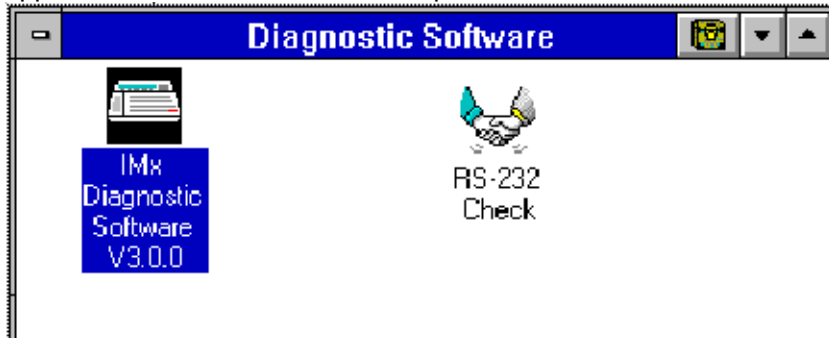 Diagnostic Software
IMx
Diagnostic
Software
V3.0.0
RS-232
Check